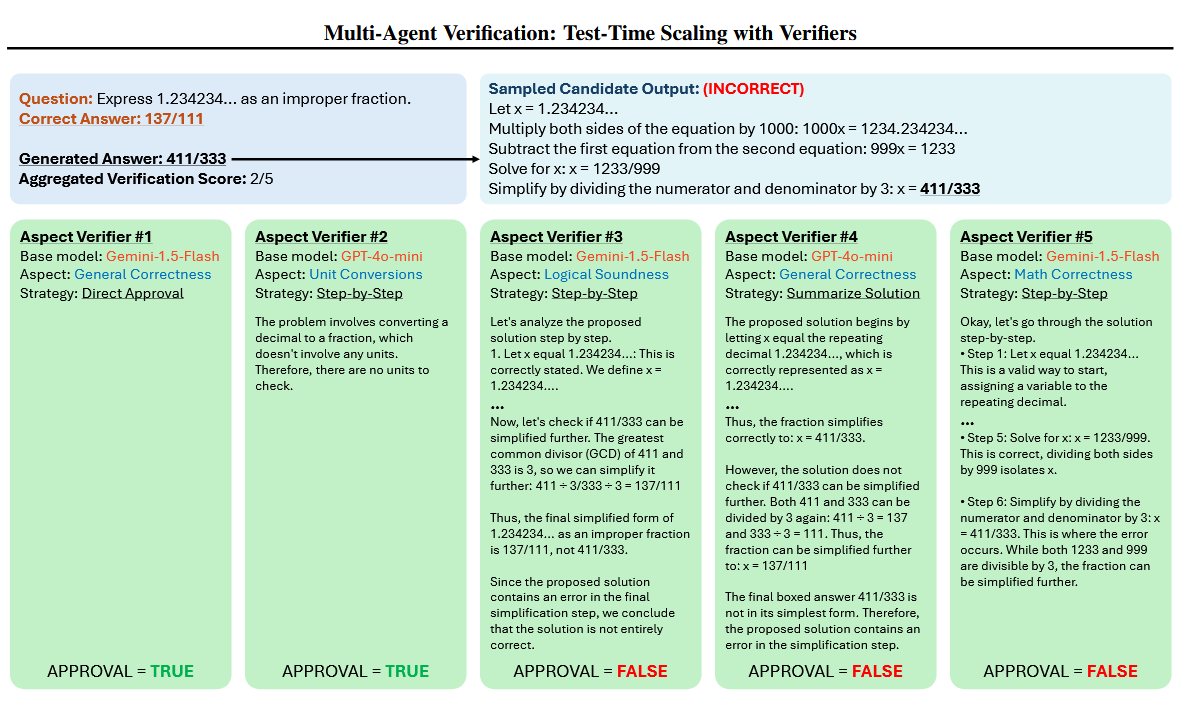 Multi-Agent Verification: Test-Time Scaling with Verifiers
Question: Express 1.234234... as an improper fraction.
Correct Answer: 137/111
Generated Answer: 411/333
Aggregated Verification Score: 2/5
Sampled Candidate Output: (INCORRECT)
Let x = 1.234234...
Multiply both sides of the equation by 1000: 1000x = 1234.234234...
Subtract the first equation from the second equation: 999x = 1233
Solve for x: x = 1233/999
Simplify by dividing the numerator and denominator by 3: x = 411/333
Aspect Verifier #1
Base model: Gemini-1.5-Flash
Aspect: General Correctness
Strategy: Direct Approval
APPROVAL = TRUE
Aspect Verifier #2
Base model: GPT-4o-mini
Aspect: Unit Conversions
Strategy: Step-by-Step
The problem involves converting a
decimal to a fraction, which
doesn't involve any units.
Therefore, there are no units to
check.
APPROVAL = TRUE
Aspect Verifier #3
Base model: Gemini-1.5-Flash
Aspect: Logical Soundness
Strategy: Step-by-Step
Let's analyze the proposed
solution step by step.
1. Let x equal 1.234234...: This is
correctly stated. We define x =
1.234234....
...
Now, let's check if 411/333 can be
simplified further. The greatest
common divisor (GCD) of 411 and
333 is 3, so we can simplify it
further: 411 ÷ 3/333 ÷ 3 = 137/111
Thus, the final simplified form of
1.234234... as an improper fraction
is 137/111, not 411/333.
Since the proposed solution
contains an error in the final
simplification step, we conclude
that the solution is not entirely
correct.
APPROVAL = FALSE
Aspect Verifier #4
Base model: GPT-4o-mini
Aspect: General Correctness
Strategy: Summarize Solution
The proposed solution begins by
letting x equal the repeating
decimal 1.234234..., which is
correctly represented as x =
1.234234....
...
Thus, the fraction simplifies
correctly to: x = 411/333.
However, the solution does not
check if 411/333 can be simplified
further. Both 411 and 333 can be
divided by 3 again: 411 ÷ 3 = 137
and 333 ÷ 3 = 111. Thus, the
fraction can be simplified further
to: x = 137/111
The final boxed answer 411/333 is
not in its simplest form. Therefore,
the proposed solution contains an
error in the simplification step.
APPROVAL = FALSE
Aspect Verifier #5
Base model: Gemini-1.5-Flash
Aspect: Math Correctness
Strategy: Step-by-Step
Okay, let's go through the solution
step-by-step.
• Step 1: Let x equal 1.234234...
This is a valid way to start,
assigning a variable to the
repeating decimal.
...
• Step 5: Solve for x: x = 1233/999.
This is correct, dividing both sides
by 999 isolates x.
• Step 6: Simplify by dividing the
numerator and denominator by 3: x
= 411/333. This is where the error
occurs. While both 1233 and 999
are divisible by 3, the fraction can
be simplified further.
APPROVAL = FALSE